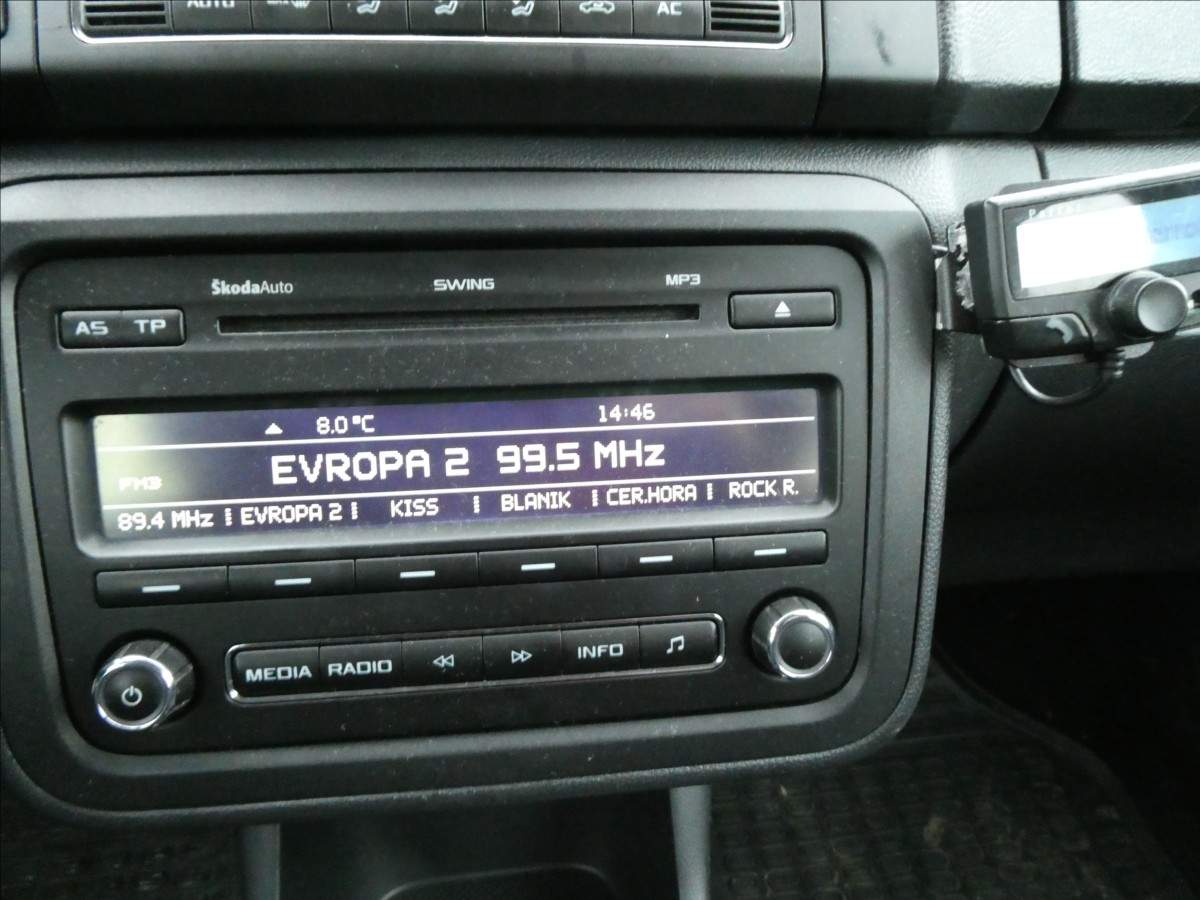 AUTO
AC
ŠkodaAuto SWING MP3
AS TP
8.0°C 14:46
EVROPA 2 99.5 MHz
FM3
89.4 MHz EVROPA 2 KISS BLANIK CER.HORA ROCK R.
MEDIA RADIO INFO